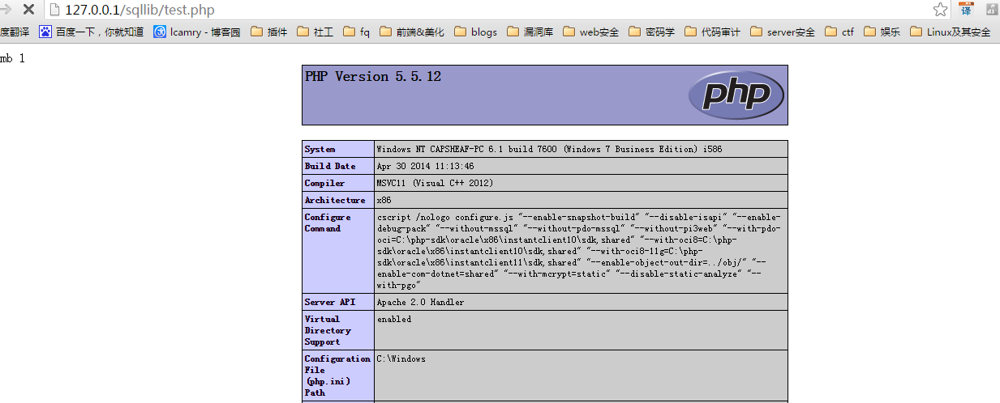 127.0.0.1/sqllib/test.php
译
度翻译 百度一下，你就知道 lcamry - 博客园 插件 社工 fq 前端&美化 blogs 漏洞库 web安全 密码学 代码审计 server安全 ctf 娱乐 Linux及其安全
mb 1
PHP Version 5.5.12
php
System Windows NT CAPSHEAF-PC 6.1 build 7600 (Windows 7 Business Edition) i586
Build Date Apr 30 2014 11:13:46
Compiler MSVC11 (Visual C++ 2012)
Architecture x86
Configure Command
cscript /nologo configure.js "--enable-snapshot-build" "--disable-isapi" "--enable-
debug-pack" "--without-mssql" "--without-pdo-mssql" "--without-pi3web" "--with-pdo-
oci=C:\php-sdk\oracle\x86\instantclient10\sdk,shared" "--with-oci8=C:\php-
sdk\oracle\x86\instantclient10\sdk,shared" "--with-oci8-11g=C:\php-
sdk\oracle\x86\instantclient11\sdk,shared" "--enable-object-out-dir=../obj/" "--
enable-com-dotnet=shared" "--with-mcrypt=static" "--disable-static-analyze" "--
with-pgo"
Server API Apache 2.0 Handler
Virtual
Directory
Support
enabled
Configuration
File
(php.ini)
Path
C:\Windows